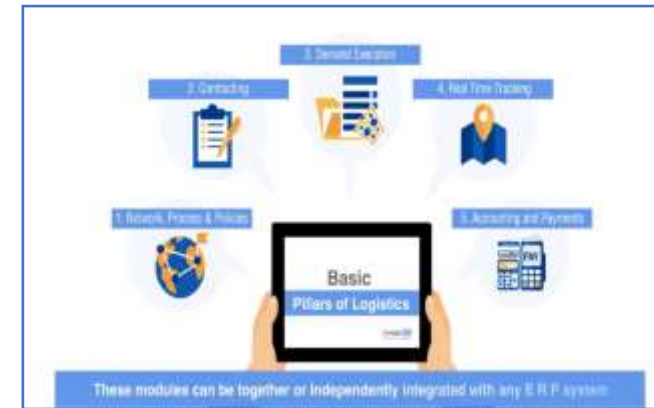 3. Demand Execution
2. Contracting
4. Real Time Tracking
1. Network, Process & Policies
5. Accounting and Payments
Basic
Pillars of Logistics
These modules can be together or Independently integrated with any E R P system